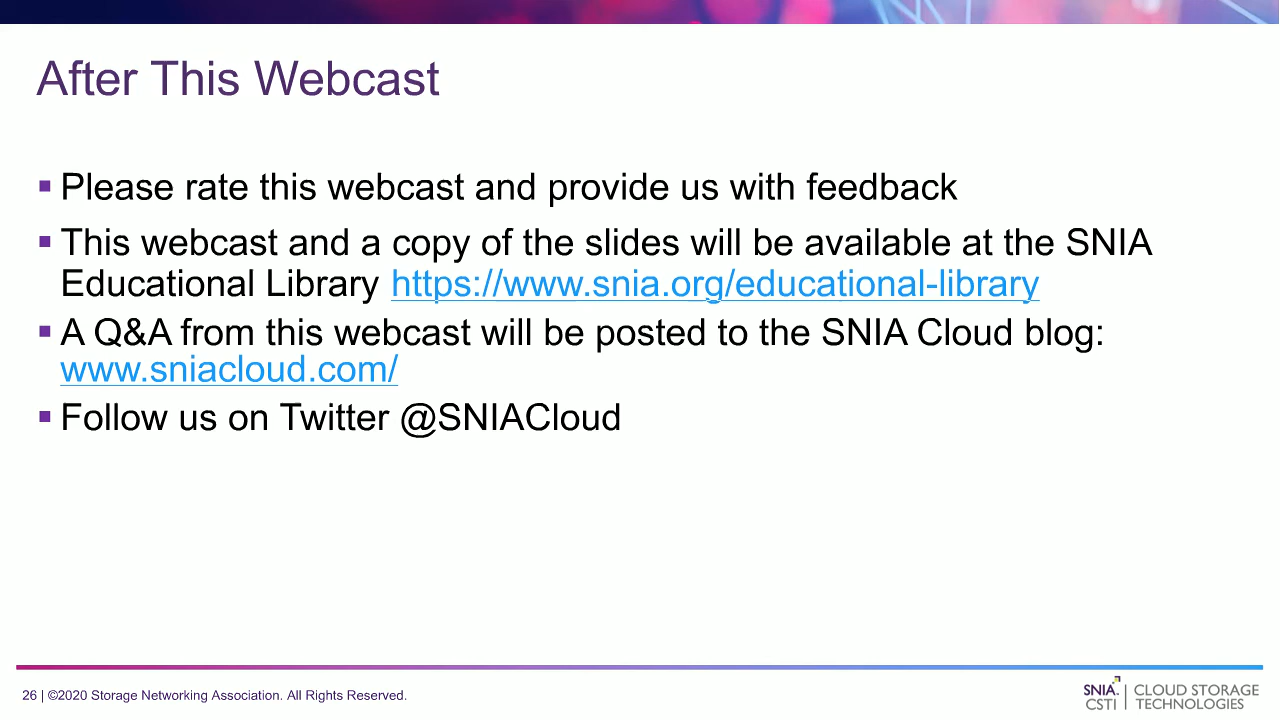 After This Webcast
▪ Please rate this webcast and provide us with feedback
▪ This webcast and a copy of the slides will be available at the SNIA
Educational Library https://www.snia.org/educational-library
▪ A Q&A from this webcast will be posted to the SNIA Cloud blog:
www.sniacloud.com/
▪ Follow us on Twitter @SNIACloud
26 | ©2020 Storage Networking Association. All Rights Reserved.
SNIA. | CLOUD STORAGE
CSTI | TECHNOLOGIES